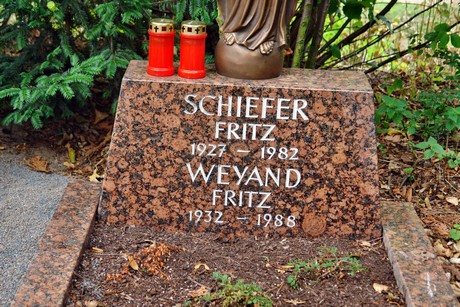 SCHIEFER
FRITZ
1927 – 1982
WEYAND
FRITZ
1932 – 1988